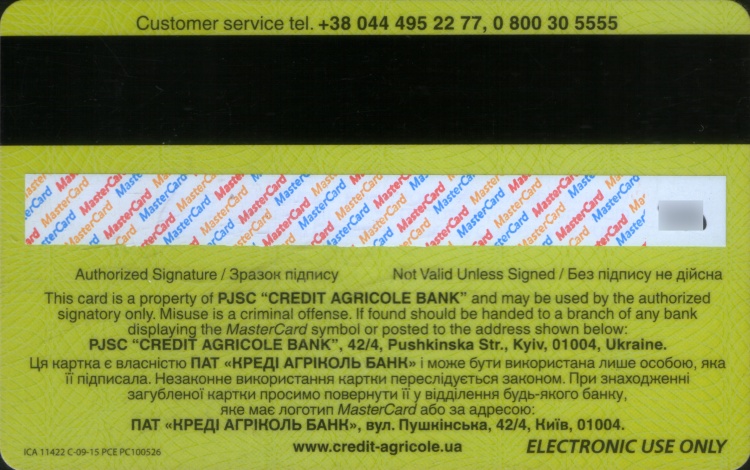 Customer service tel. +38 044 495 22 77, 0 800 30 5555
MasterCard MasterCard MasterCard MasterCard MasterCard MasterCard
Authorized Signature / Зразок підпису Not Valid Unless Signed / Без підпису не дійсна
This card is a property of PJSC "CREDIT AGRICOLE BANK" and may be used by the authorized
signatory only. Misuse is a criminal offense. If found should be handed to a branch of any bank
displaying the MasterCard symbol or posted to the address shown below:
PJSC "CREDIT AGRICOLE BANK", 42/4, Pushkinska Str., Kyiv, 01004, Ukraine.
Ця картка є власністю ПАТ «КРЕДІ АГРІКОЛЬ БАНК» і може бути використана лише особою, яка
її підписала. Незаконне використання картки переслідується законом. При знаходженні
загубленої картки просимо повернути її у відділення будь-якого банку,
яке має логотип MasterCard або за адресою:
ПАТ «КРЕДІ АГРІКОЛЬ БАНК», вул. Пушкінська, 42/4, Київ, 01004.
www.credit-agricole.ua
ICA 11422 C-09-15 PCE PC100526
ELECTRONIC USE ONLY